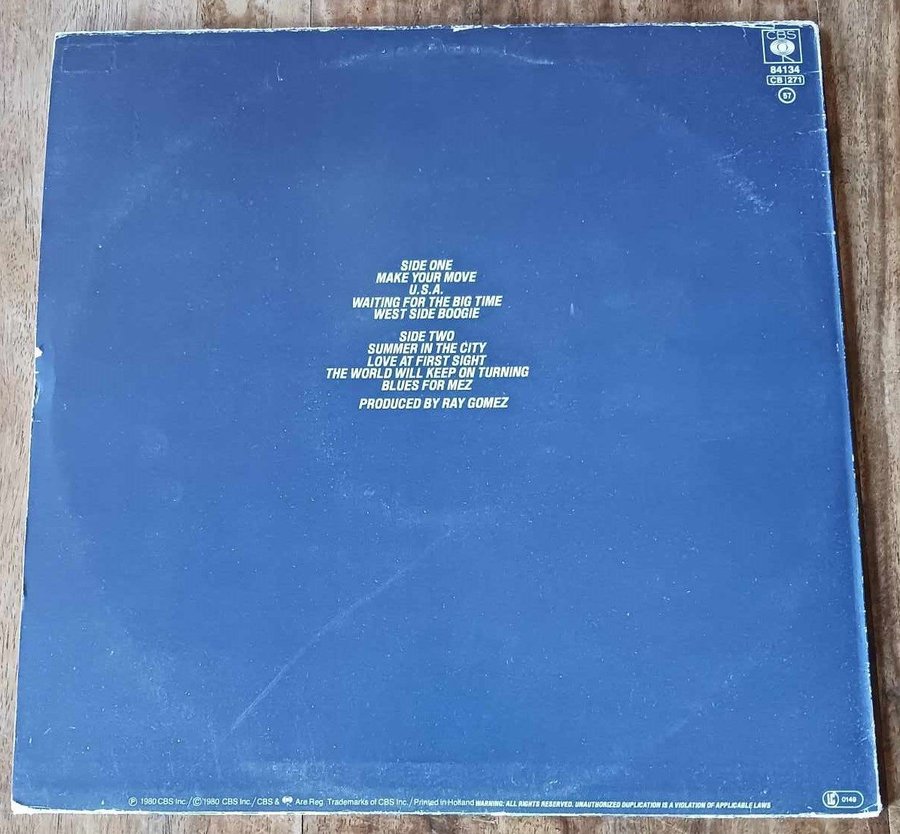 CBS
84134
CB 271
57
SIDE ONE
MAKE YOUR MOVE
U.S.A.
WAITING FOR THE BIG TIME
WEST SIDE BOOGIE
SIDE TWO
SUMMER IN THE CITY
LOVE AT FIRST SIGHT
THE WORLD WILL KEEP ON TURNING
BLUES FOR MEZ
PRODUCED BY RAY GOMEZ
℗ 1980 CBS Inc./© 1980 CBS Inc./CBS & Are Reg. Trademarks of CBS Inc./Printed in Holland WARNING: ALL RIGHTS RESERVED. UNAUTHORIZED DUPLICATION IS A VIOLATION OF APPLICABLE LAWS
LC 0149